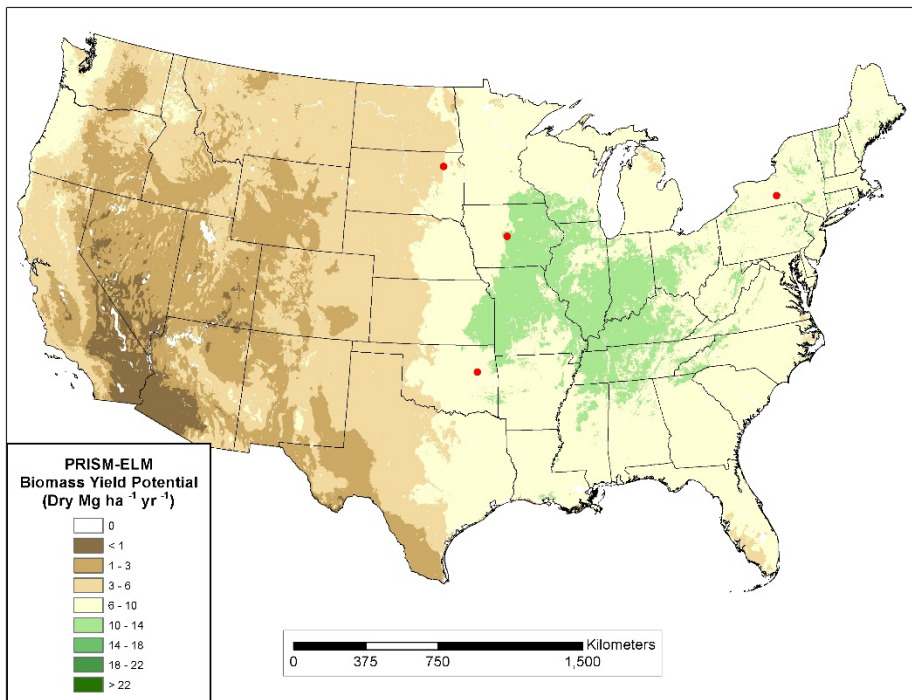 PRISM-ELM
Biomass Yield Potential
(Dry Mg ha ⁻¹ yr ⁻¹)
0
< 1
1 - 3
3 - 6
6 - 10
10 - 14
14 - 18
18 - 22
> 22
Kilometers
0 375 750 1,500